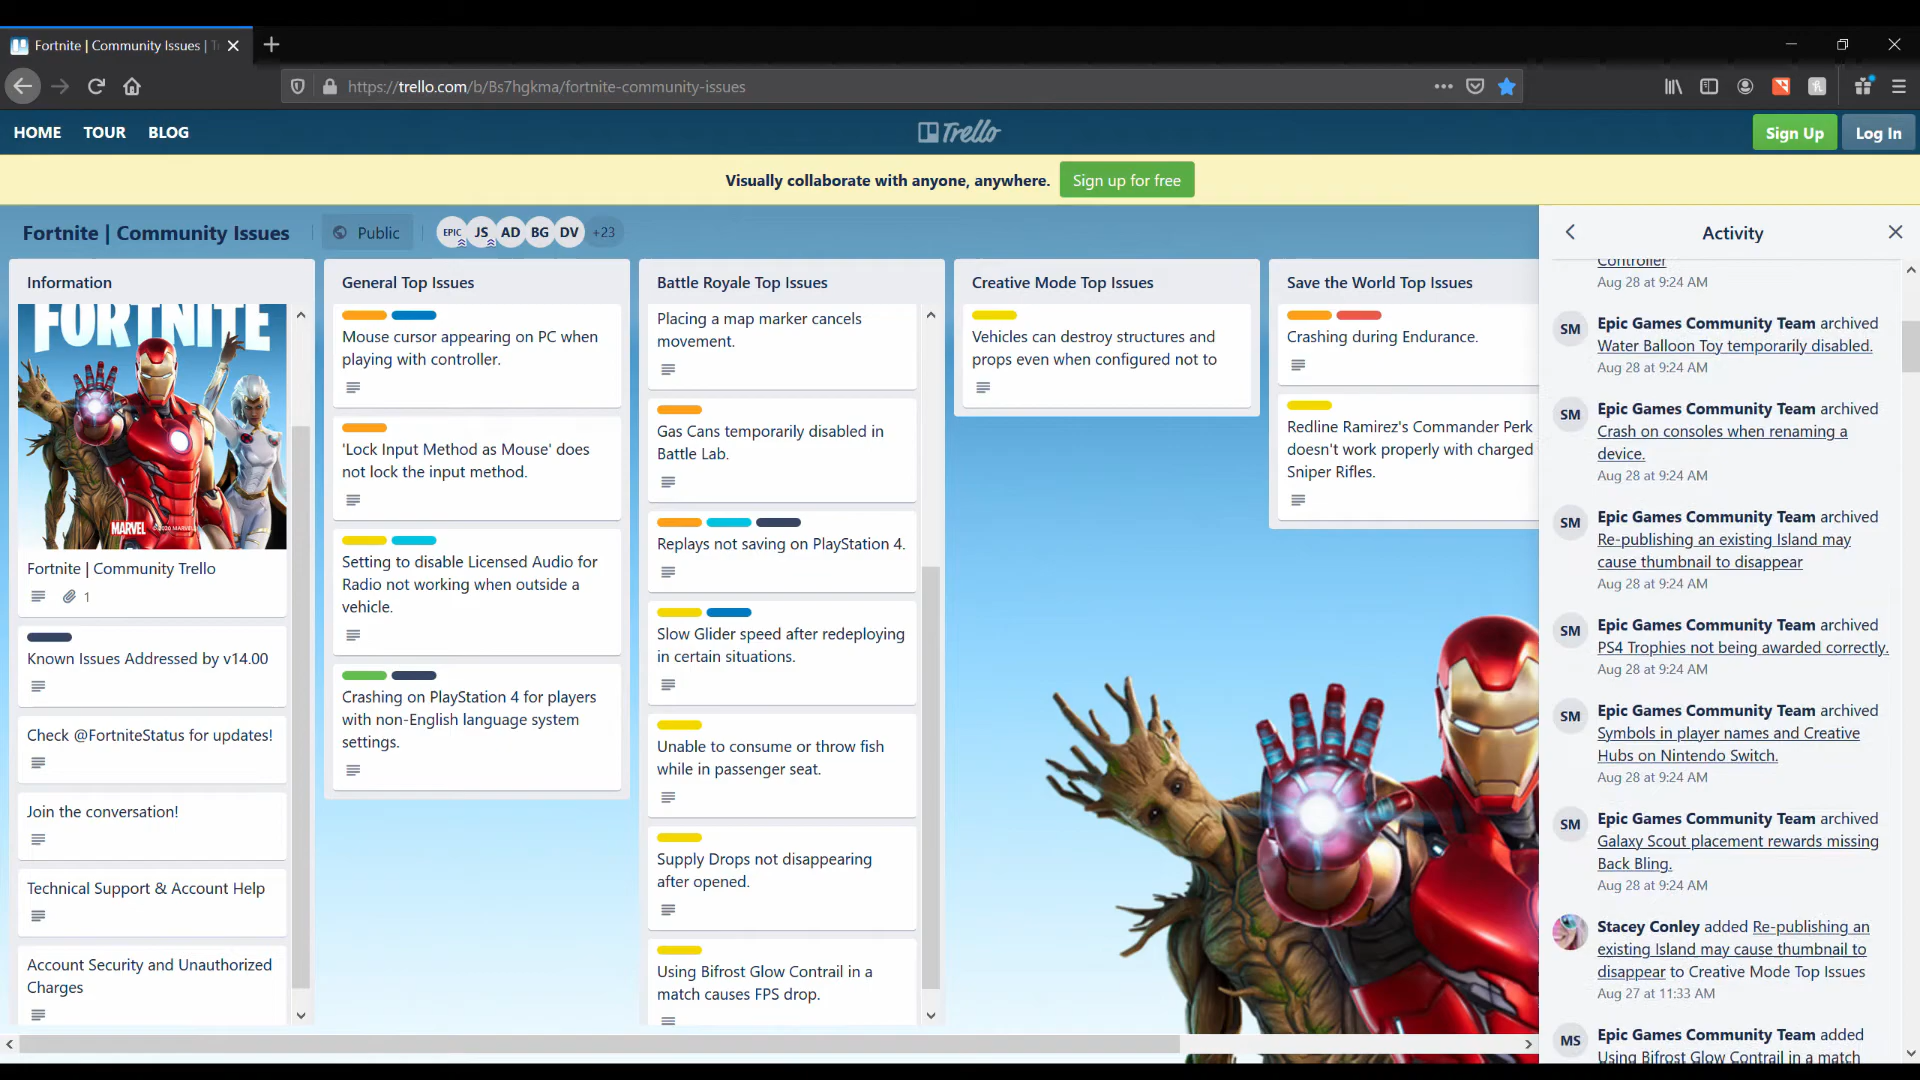 Fortnite | Community Issues | T
https://trello.com/b/Bs7hgkma/fortnite-community-issues
HOME
TOUR
BLOG
Trello
Sign Up
Log In
Visually collaborate with anyone, anywhere.
Sign up for free
Fortnite | Community Issues
Public
EPIC
JS
AD
BG
DV
+23
Information
FORTNITE
MARVEL
Fortnite | Community Trello
1
Known Issues Addressed by v14.00
Check @FortniteStatus for updates!
Join the conversation!
Technical Support & Account Help
Account Security and Unauthorized
Charges
General Top Issues
Mouse cursor appearing on PC when
playing with controller.
'Lock Input Method as Mouse' does
not lock the input method.
Setting to disable Licensed Audio for
Radio not working when outside a
vehicle.
Crashing on PlayStation 4 for players
with non-English language system
settings.
Battle Royale Top Issues
Placing a map marker cancels
movement.
Gas Cans temporarily disabled in
Battle Lab.
Replays not saving on PlayStation 4.
Slow Glider speed after redeploying
in certain situations.
Unable to consume or throw fish
while in passenger seat.
Supply Drops not disappearing
after opened.
Using Bifrost Glow Contrail in a
match causes FPS drop.
Creative Mode Top Issues
Vehicles can destroy structures and
props even when configured not to
Save the World Top Issues
Crashing during Endurance.
Redline Ramirez's Commander Perk
doesn't work properly with charged
Sniper Rifles.
Activity
Controller
Aug 28 at 9:24 AM
SM
Epic Games Community Team archived
Water Balloon Toy temporarily disabled.
Aug 28 at 9:24 AM
SM
Epic Games Community Team archived
Crash on consoles when renaming a
device.
Aug 28 at 9:24 AM
SM
Epic Games Community Team archived
Re-publishing an existing Island may
cause thumbnail to disappear
Aug 28 at 9:24 AM
SM
Epic Games Community Team archived
PS4 Trophies not being awarded correctly.
Aug 28 at 9:24 AM
SM
Epic Games Community Team archived
Symbols in player names and Creative
Hubs on Nintendo Switch.
Aug 28 at 9:24 AM
SM
Epic Games Community Team archived
Galaxy Scout placement rewards missing
Back Bling.
Aug 28 at 9:24 AM
Stacey Conley added Re-publishing an
existing Island may cause thumbnail to
disappear to Creative Mode Top Issues
Aug 27 at 11:33 AM
MS
Epic Games Community Team added
Using Bifrost Glow Contrail in a match